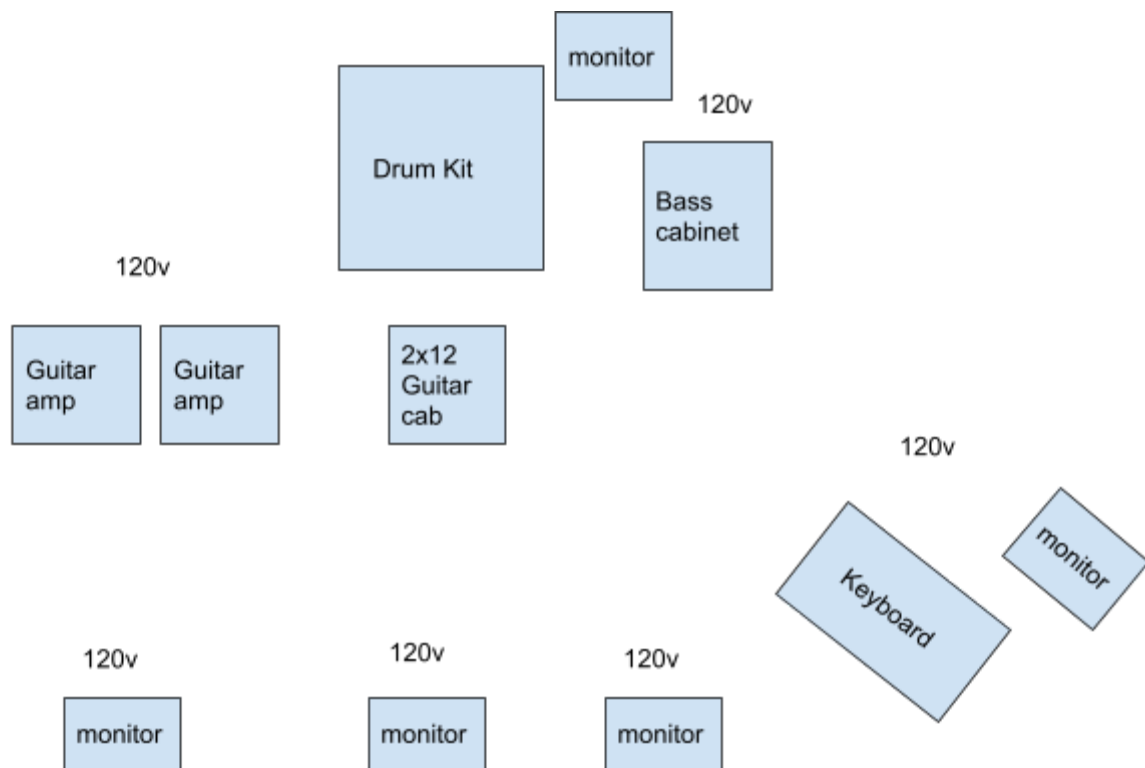 monitor
120v
Drum Kit
Bass
cabinet
120v
Guitar
amp
Guitar
amp
2x12
Guitar
cab
120v
monitor
Keyboard
120v
120v
120v
monitor
monitor
monitor